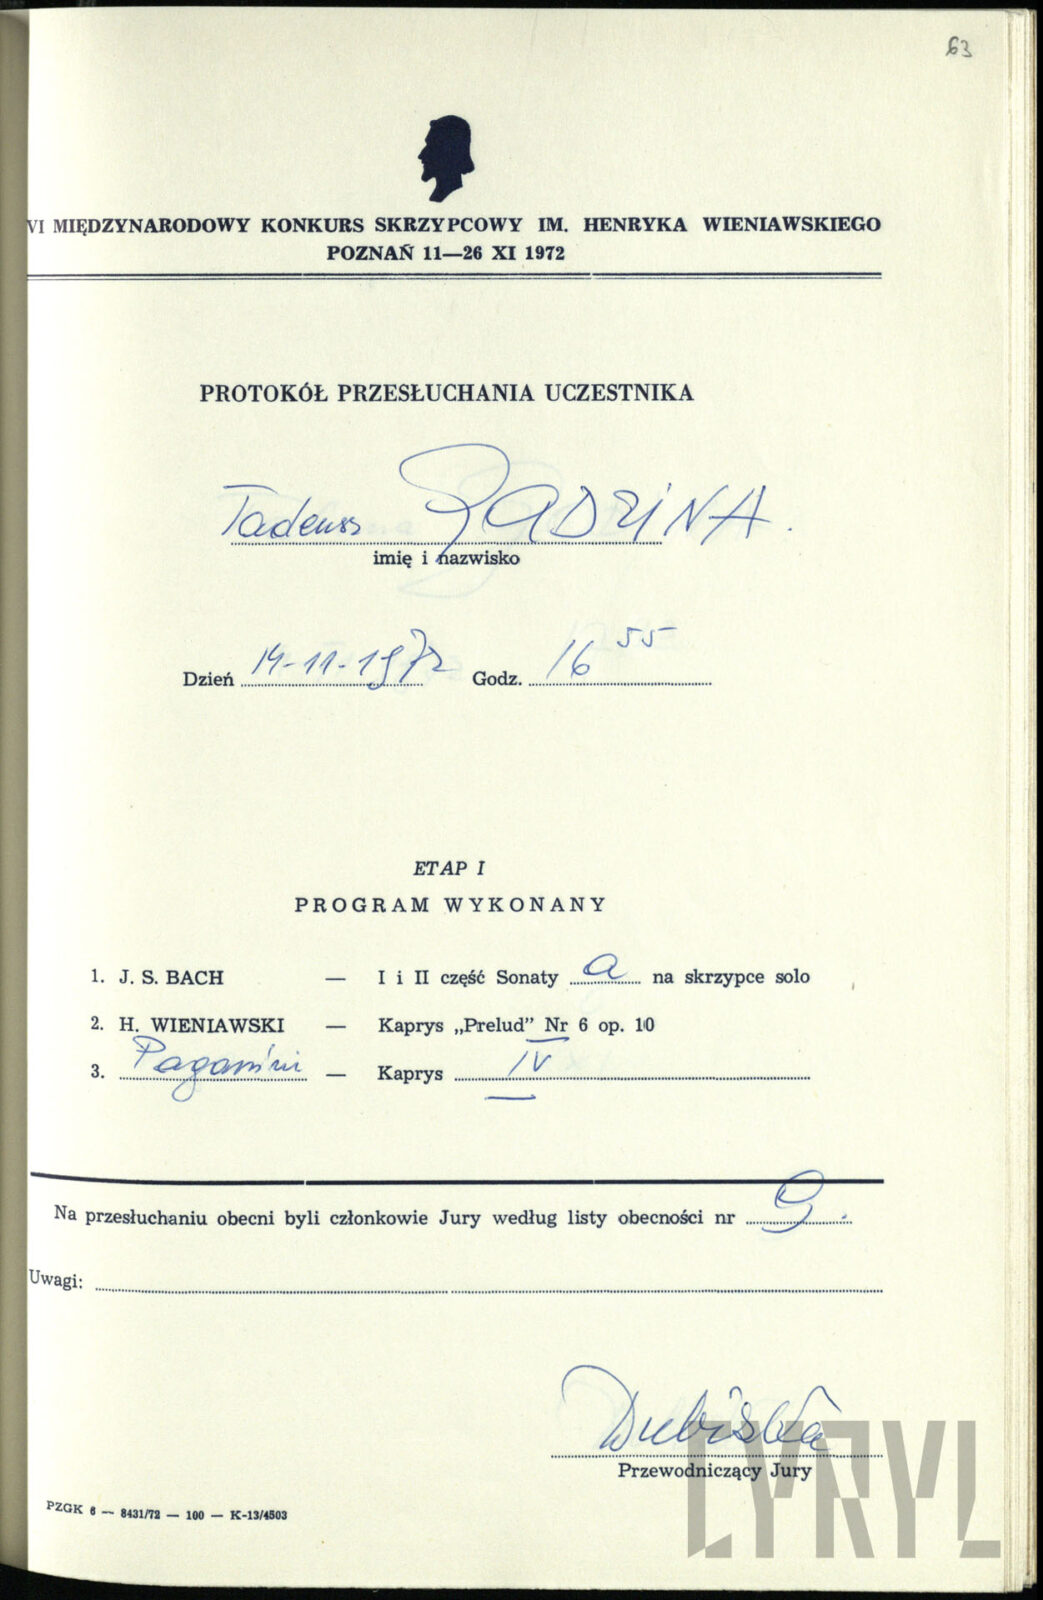 63
VI MIĘDZYNARODOWY KONKURS SKRZYPCOWY IM. HENRYKA WIENIAWSKIEGO
POZNAŃ 11—26 XI 1972
PROTOKÓŁ PRZESŁUCHANIA UCZESTNIKA
Tadeusz GADZINA.
imię i nazwisko
Dzień 14-11-1972 Godz. 16 55
ETAP I
PROGRAM WYKONANY
1. J. S. BACH — I i II część Sonaty a na skrzypce solo
2. H. WIENIAWSKI — Kaprys „Prelud” Nr 6 op. 10
3. Paganini — Kaprys IV
Na przesłuchaniu obecni byli członkowie Jury według listy obecności nr 9.
Uwagi:
Dubiska
Przewodniczący Jury
PZGK 6 — 8431/72 — 100 — K-13/4503
CYRYL